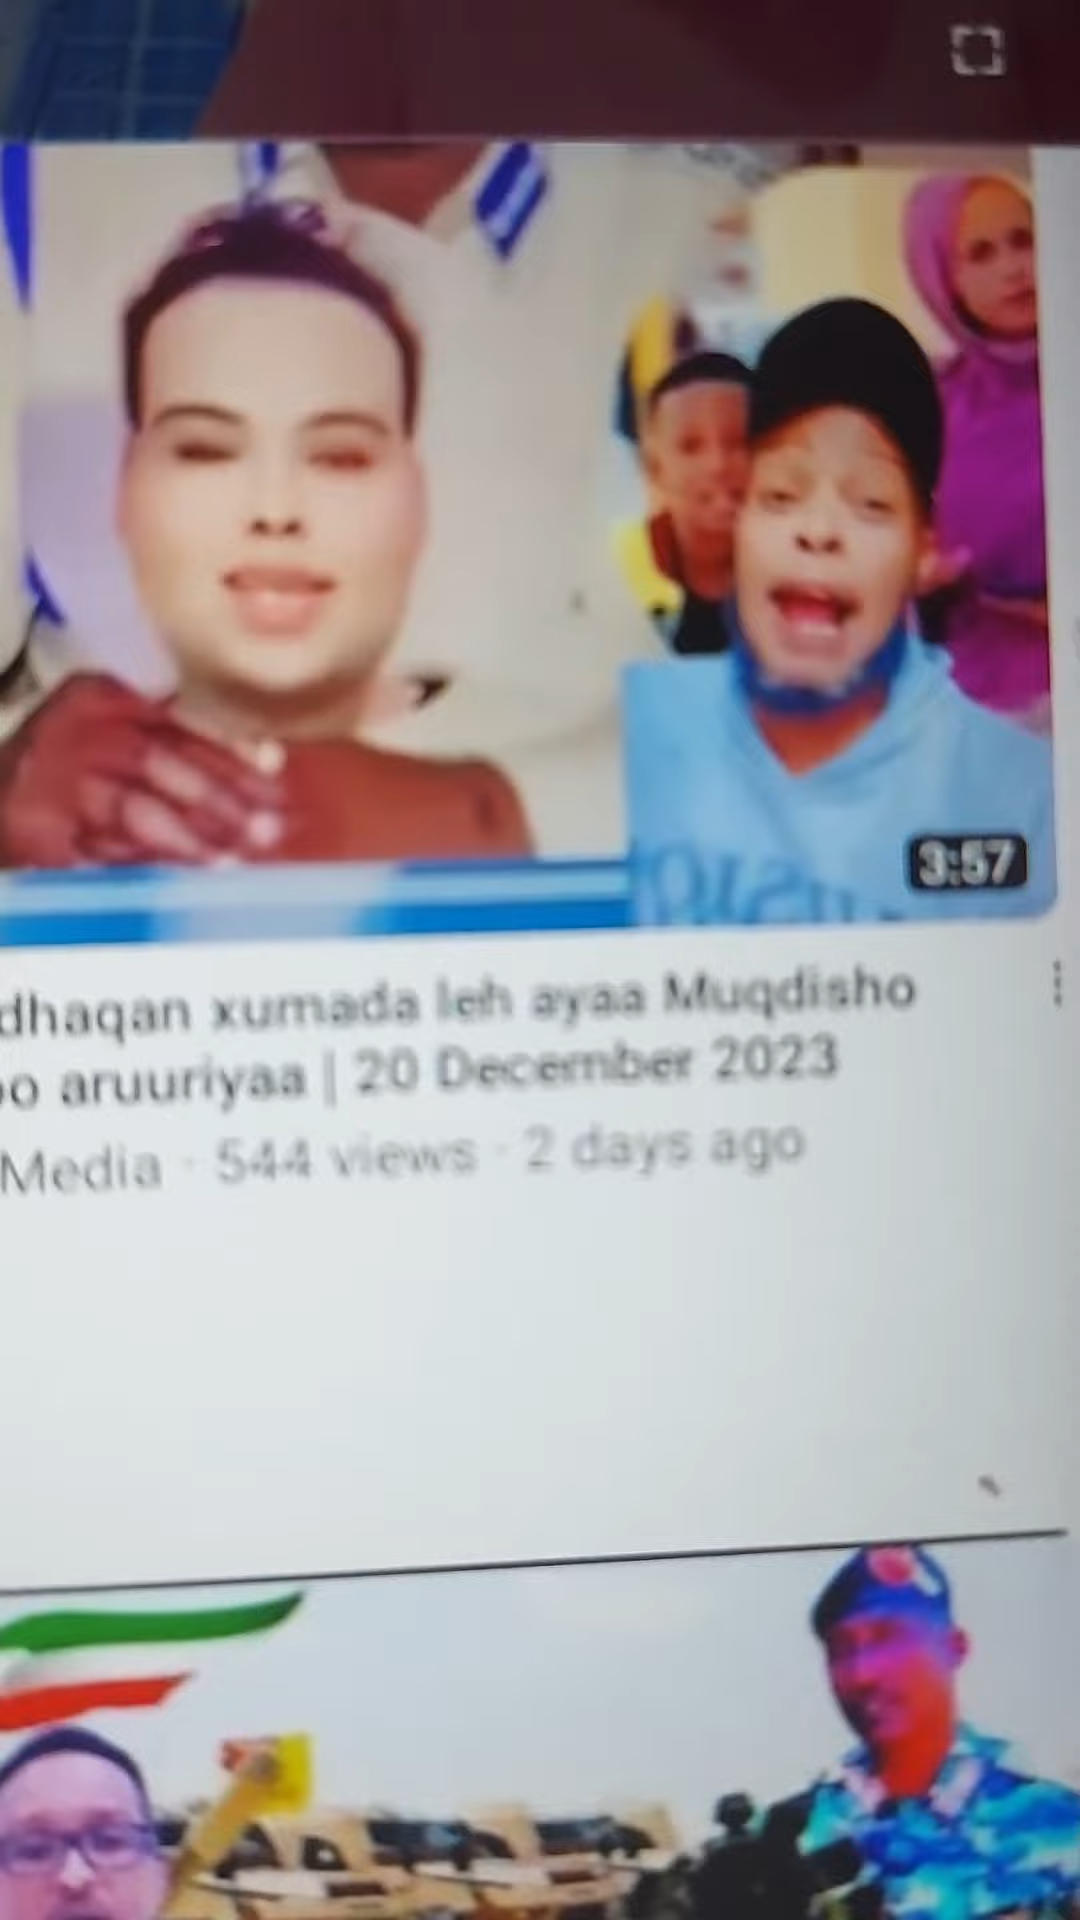 3:57
dhaqan xumada leh ayaa Muqdisho
aruuriyaa | 20 December 2023
Media · 544 views · 2 days ago